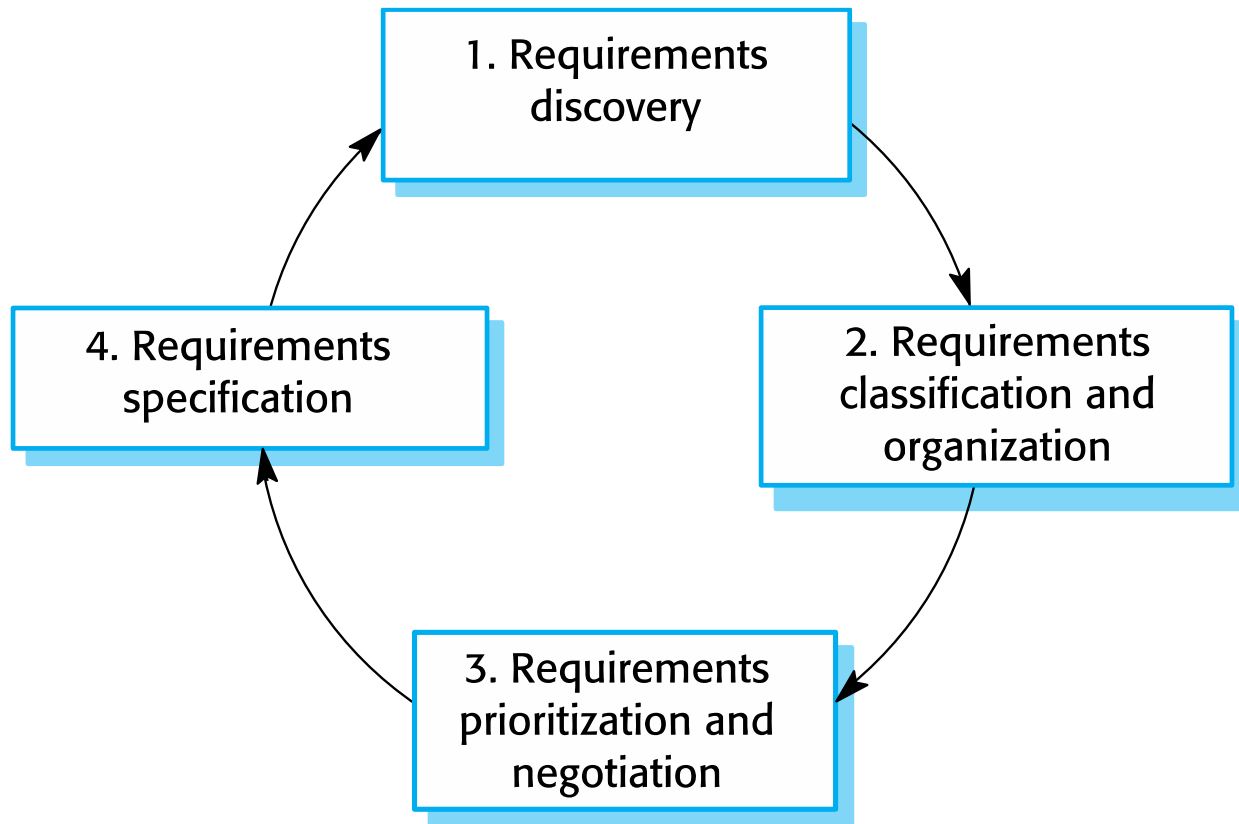 1. Requirements
discovery
2. Requirements
classification and
organization
3. Requirements
prioritization and
negotiation
4. Requirements
specification